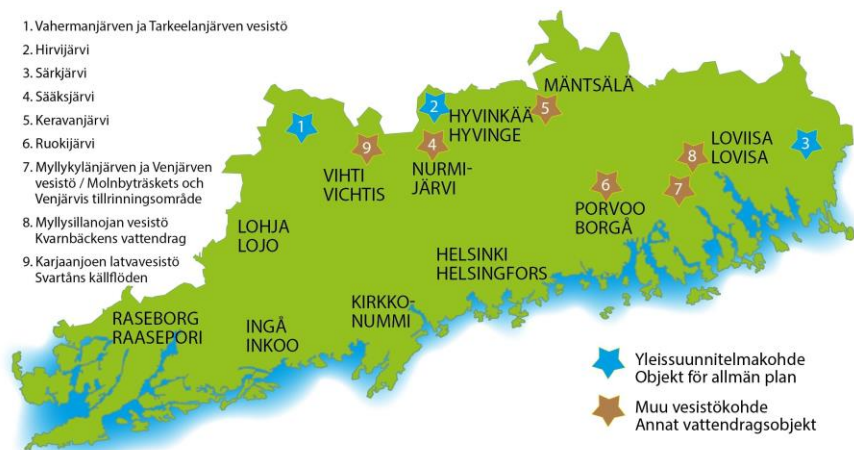 1. Vahermanjärven ja Tarkeelanjärven vesistö
2. Hirvijärvi
3. Särkjärvi
4. Sääksjärvi
5. Keravanjärvi
6. Ruokijärvi
7. Myllykylänjärven ja Venjärven
vesistö / Molnbyträskets och
Venjärvis tillrinningsområde
8. Myllysillanojan vesistö
Kvarnbäckens vattendrag
9. Karjaanjoen latvavesistö
Svartåns källflöden
MÄNTSÄLÄ
1
2
5
HYVINKÄÄ
HYVINGE
9
4
8
LOVIISA
LOVISA
3
VIHTI
VICHTIS
NURMI-
JÄRVI
6
7
PORVOO
BORGÅ
LOHJA
LOJO
HELSINKI
HELSINGFORS
KIRKKO-
NUMMI
RASEBORG
RAASEPORI
INGÅ
INKOO
Yleissuunnitelmakohde
Objekt för allmän plan
Muu vesistökohde
Annat vattendragsobjekt